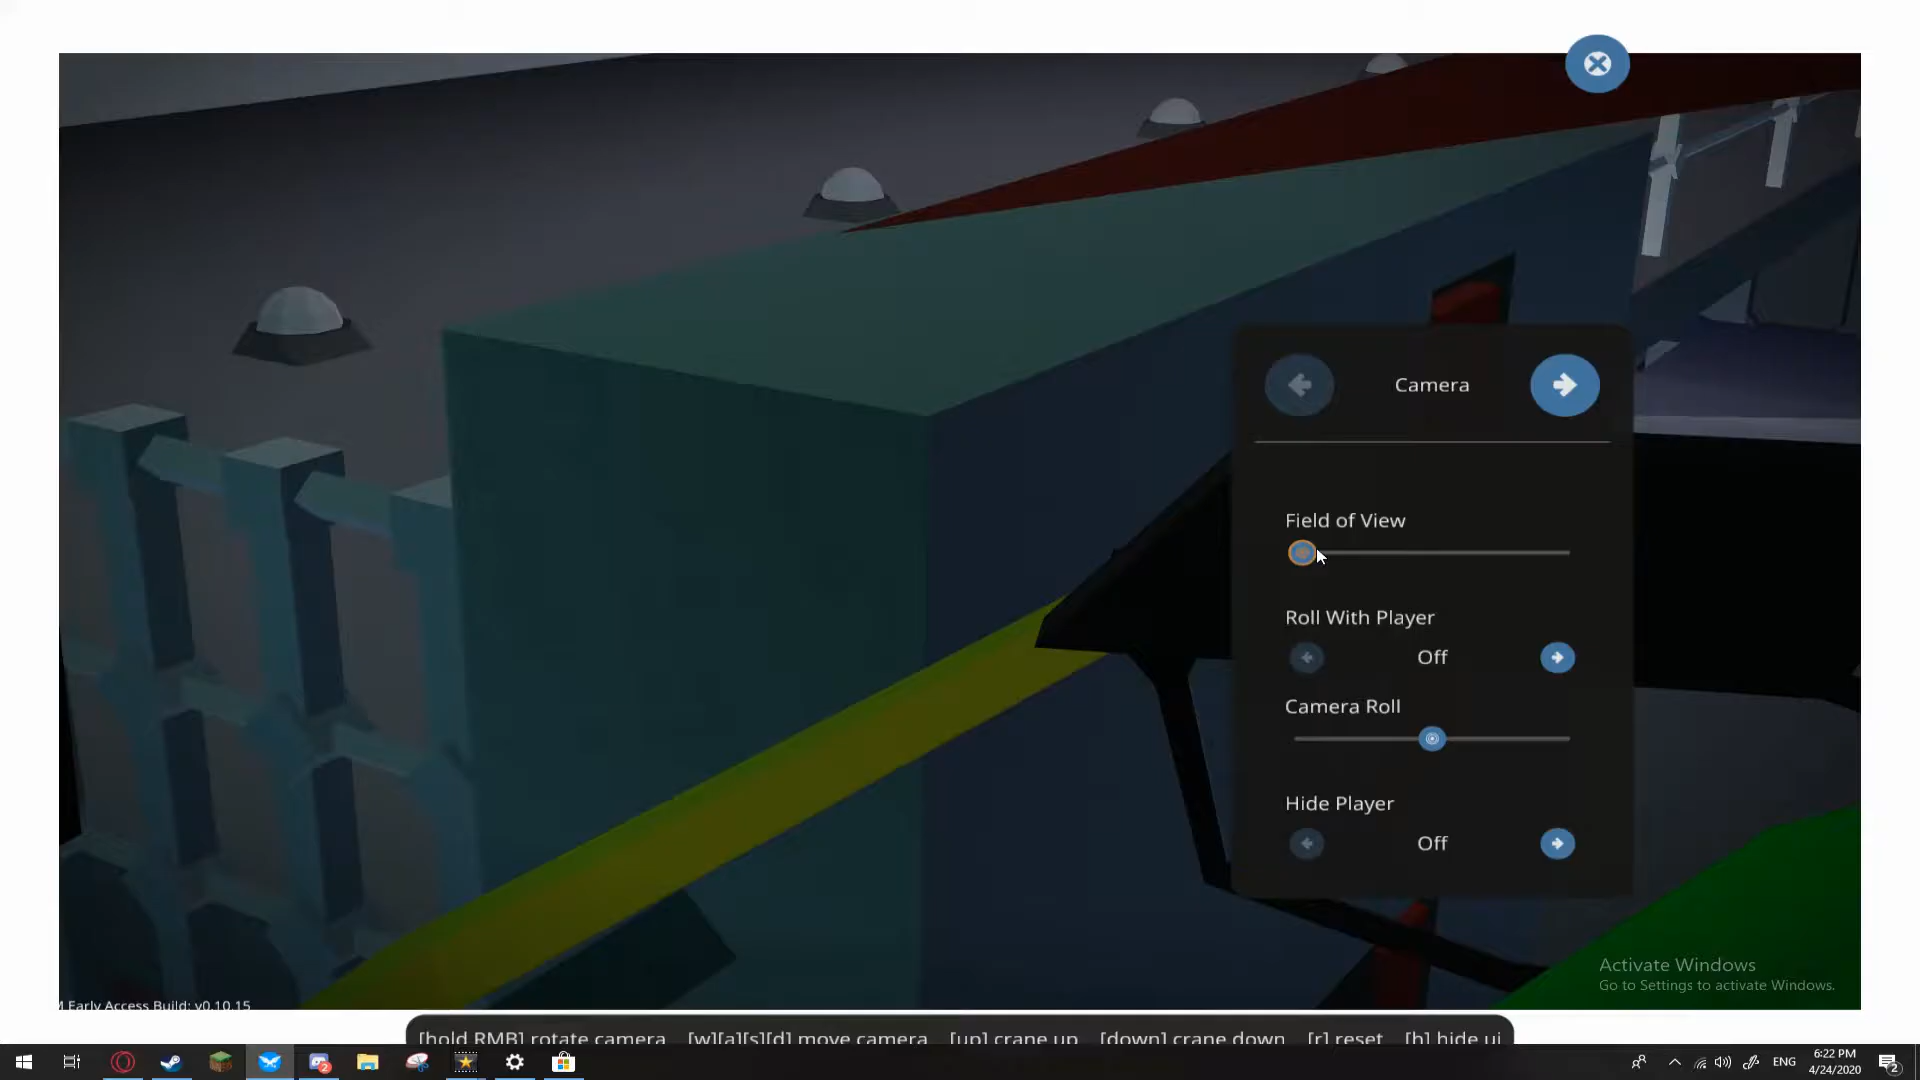 Camera
Field of View
Roll With Player
Off
Camera Roll
Hide Player
Off
Activate Windows
Go to Settings to activate Windows.
M Early Access Build: v0.10.15
[hold RMB] rotate camera [w][a][s][d] move camera [up] crane up [down] crane down [r] reset [h] hide ui
ENG
6:22 PM
4/24/2020
2
2